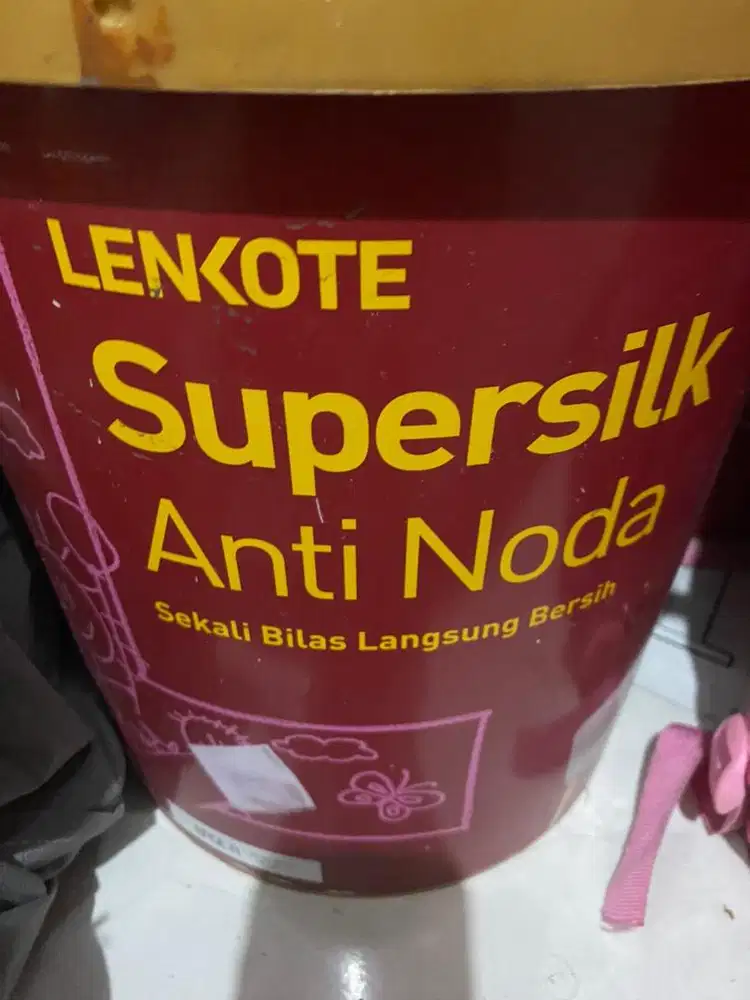 LENKOTE
Supersilk
Anti Noda
Sekali Bilas Langsung Bersih